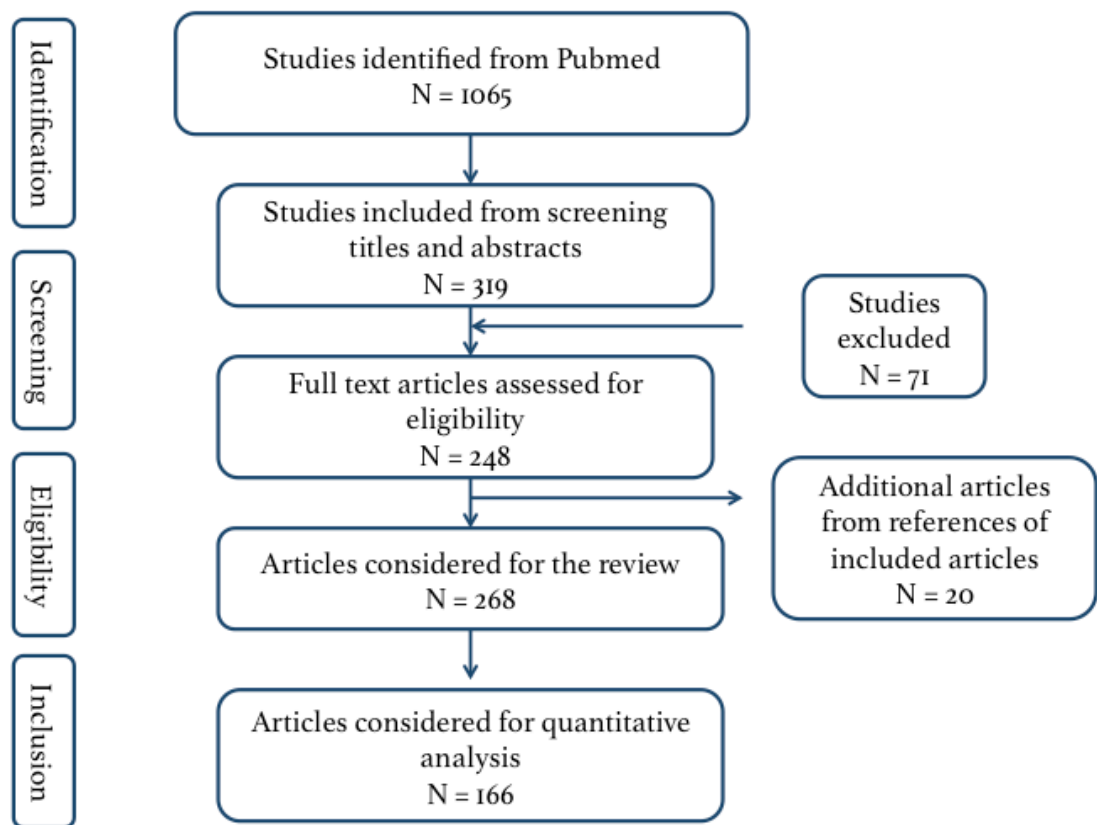 Identification
Studies identified from Pubmed
N = 1065
Studies included from screening
titles and abstracts
N = 319
Screening
Studies
excluded
N = 71
Full text articles assessed for
eligibility
N = 248
Eligibility
Additional articles
from references of
included articles
N = 20
Articles considered for the review
N = 268
Inclusion
Articles considered for quantitative
analysis
N = 166